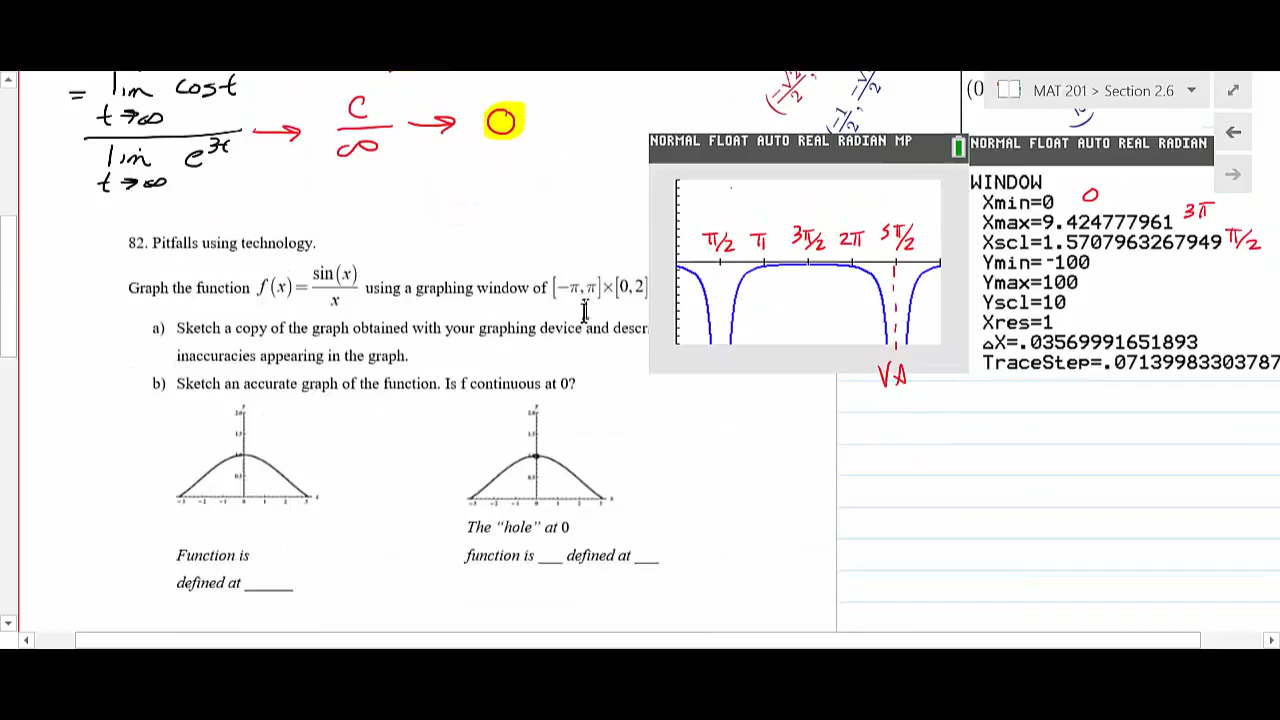 = lim cos t
t→∞
lim e^3t
t→∞
→ C/∞ → 0
(0
MAT 201 > Section 2.6
NORMAL FLOAT AUTO REAL RADIAN MP
π/2 π 3π/2 2π 5π/2
VA
NORMAL FLOAT AUTO REAL RADIAN
WINDOW
Xmin=0 0
Xmax=9.424777961 3π
Xscl=1.57079632679​49 π/2
Ymin=-100
Ymax=100
Yscl=10
Xres=1
△X=.03569991651893
TraceStep=.07139983303787
82. Pitfalls using technology.
Graph the function f(x)= sin(x)/x using a graphing window of [−π,π]×[0,2]
a) Sketch a copy of the graph obtained with your graphing device and descr
inaccuracies appearing in the graph.
b) Sketch an accurate graph of the function. Is f continuous at 0?
Function is
defined at ______
The “hole” at 0
function is ___ defined at ___